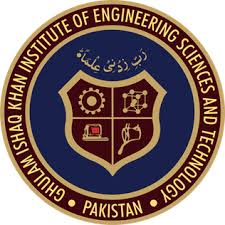 GHULAM ISHAQ KHAN INSTITUTE OF ENGINEERING SCIENCES AND TECHNOLOGY
رَبِّ زِدْنِي عِلْمًا
• PAKISTAN •